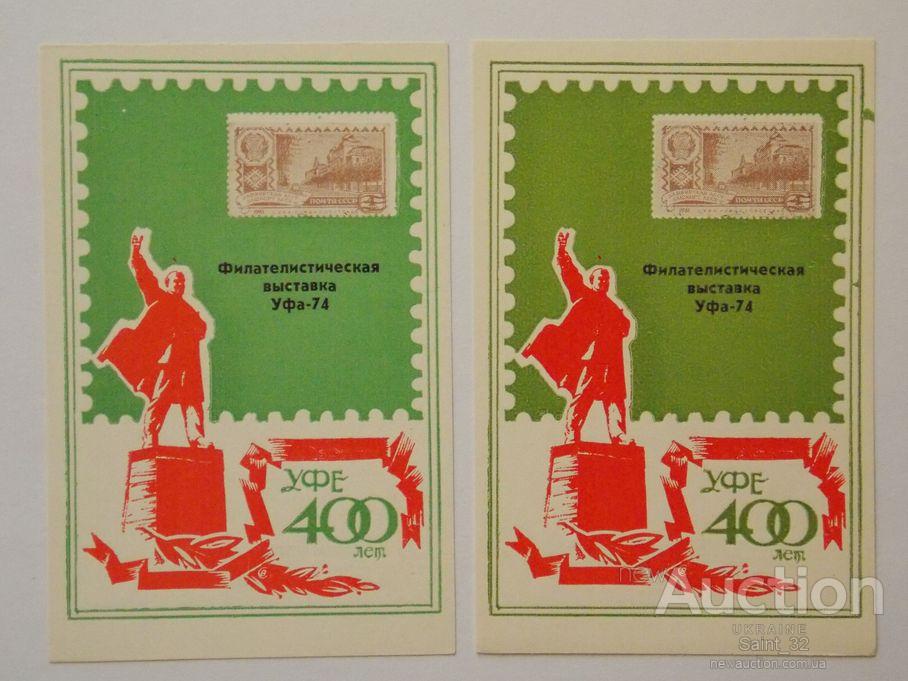 ПОЧТА СССР
Филателистическая
выставка
Уфа-74
УФЕ-
400
лет
ПОЧТА СССР
Филателистическая
выставка
Уфа-74
УФЕ-
400
лет
newAuction
UKRAINE
Saint_32
newauction.com.ua